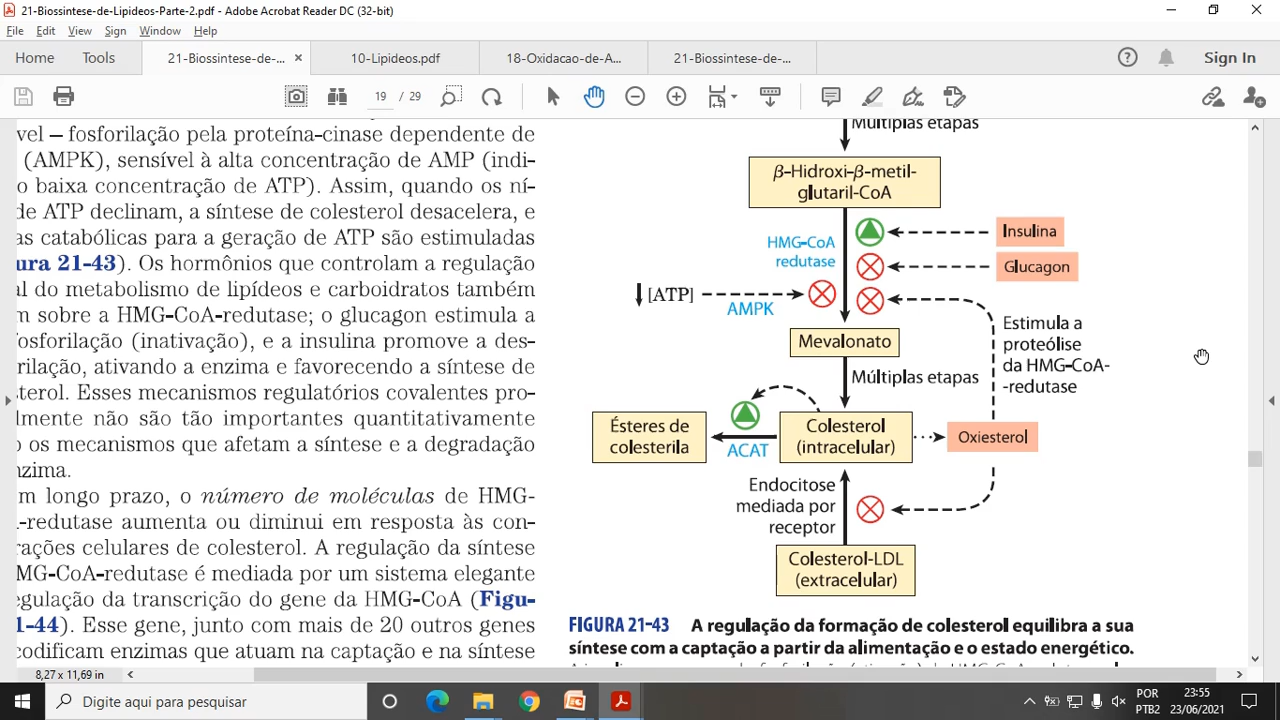 21-Biossintese-de-Lipideos-Parte-2.pdf - Adobe Acrobat Reader DC (32-bit)
File Edit View Sign Window Help
Home Tools 21-Biossintese-de-... × 10-Lipideos.pdf 18-Oxidacao-de-A... 21-Biossintese-de-... Sign In
19 / 29
vel – fosforilação pela proteína-cinase dependente de
(AMPK), sensível à alta concentração de AMP (indi-
o baixa concentração de ATP). Assim, quando os ní-
de ATP declinam, a síntese de colesterol desacelera, e
as catabólicas para a geração de ATP são estimuladas
ura 21-43). Os hormônios que controlam a regulação
al do metabolismo de lipídeos e carboidratos também
m sobre a HMG-CoA-redutase; o glucagon estimula a
osforilação (inativação), e a insulina promove a des-
rilação, ativando a enzima e favorecendo a síntese de
sterol. Esses mecanismos regulatórios covalentes pro-
lmente não são tão importantes quantitativamente
o os mecanismos que afetam a síntese e a degradação
nzima.
m longo prazo, o número de moléculas de HMG-
-redutase aumenta ou diminui em resposta às con-
rações celulares de colesterol. A regulação da síntese
MG-CoA-redutase é mediada por um sistema elegante
egulação da transcrição do gene da HMG-CoA (Figu-
1-44). Esse gene, junto com mais de 20 outros genes
codificam enzimas que atuam na captação e na síntese
Múltiplas etapas
β-Hidroxi-β-metil-
glutaril-CoA
HMG-CoA
redutase
Insulina
Glucagon
[ATP]
AMPK
Estimula a
proteólise
da HMG-CoA-
-redutase
Mevalonato
Múltiplas etapas
Ésteres de
colesterila
ACAT
Colesterol
(intracelular)
Oxiesterol
Endocitose
mediada por
receptor
Colesterol-LDL
(extracelular)
FIGURA 21-43 A regulação da formação de colesterol equilibra a sua
síntese com a captação a partir da alimentação e o estado energético.
8,27 x 11,69 in
Digite aqui para pesquisar
POR
PTB2
23:55
23/06/2021